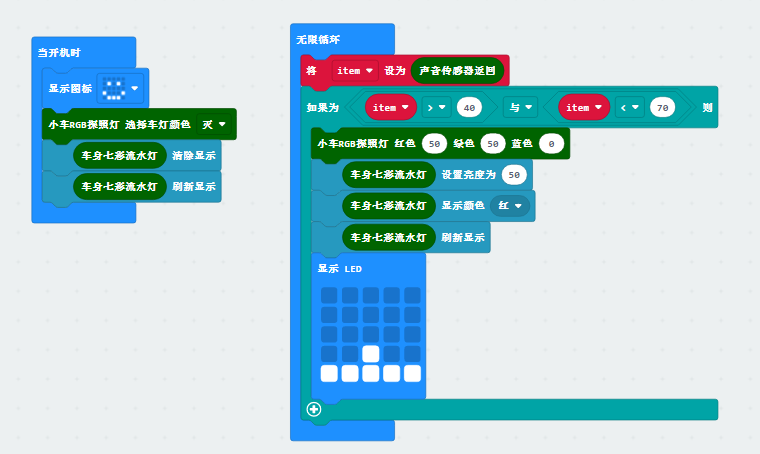 当开机时
显示图标
小车RGB探照灯 选择车灯颜色 灭
车身七彩流水灯 清除显示
车身七彩流水灯 刷新显示
无限循环
将 item 设为 声音传感器返回
如果为 item > 40 与 item < 70 则
小车RGB探照灯 红色 50 绿色 50 蓝色 0
车身七彩流水灯 设置亮度为 50
车身七彩流水灯 显示颜色 红
车身七彩流水灯 刷新显示
显示 LED